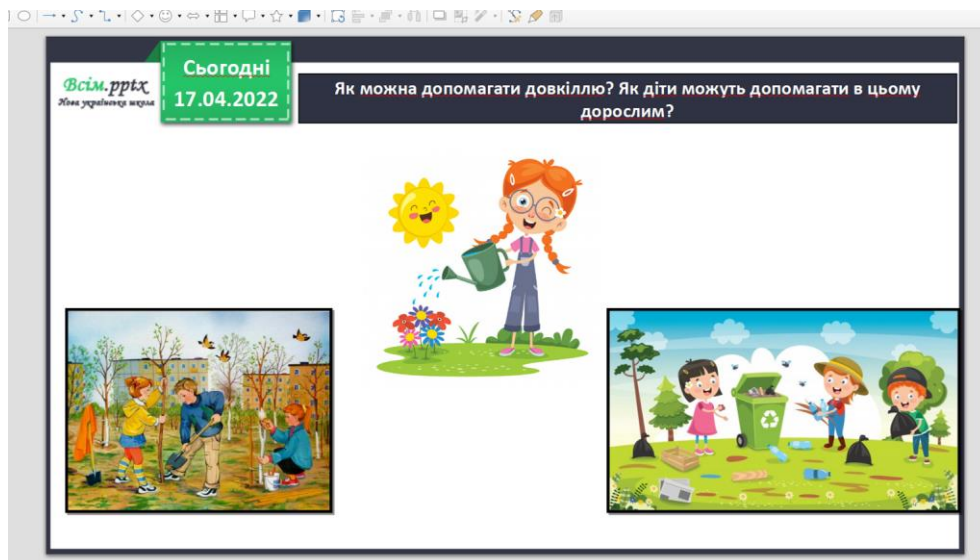 Всім.pptx
Нова українська школа
Сьогодні
17.04.2022
Як можна допомагати довкіллю? Як діти можуть допомагати в цьому
дорослим?